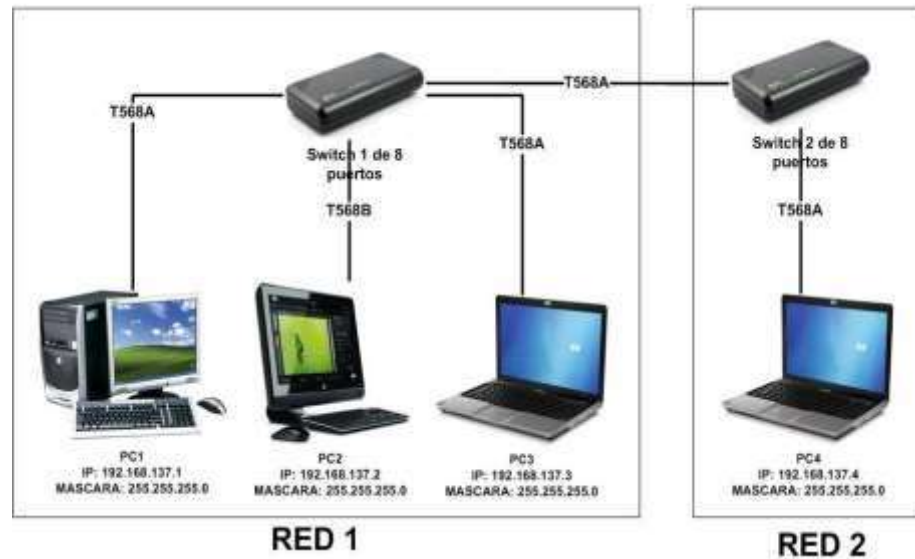 T568A
T568A
T568A
Switch 1 de 8
puertos
Switch 2 de 8
puertos
T568B
T568A
PC1
IP: 192.168.137.1
MASCARA: 255.255.255.0
PC2
IP: 192.168.137.2
MASCARA: 255.255.255.0
PC3
IP: 192.168.137.3
MASCARA: 255.255.255.0
PC4
IP: 192.168.137.4
MASCARA: 255.255.255.0
RED 1
RED 2